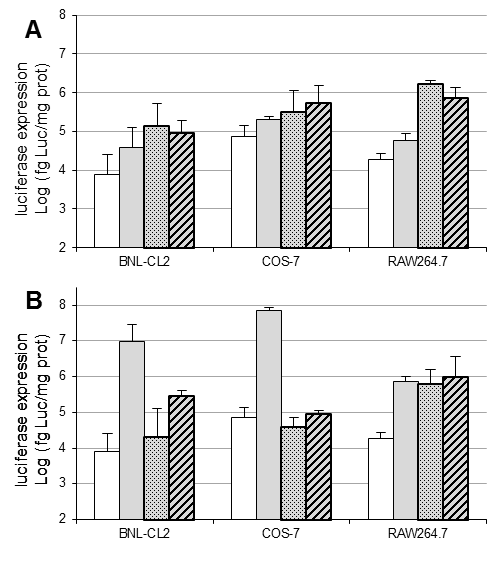 A
luciferase expression
Log (fg Luc/mg prot)
8
7
6
5
4
3
2
BNL-CL2 COS-7 RAW264.7
B
luciferase expression
Log (fg Luc/mg prot)
8
7
6
5
4
3
2
BNL-CL2 COS-7 RAW264.7